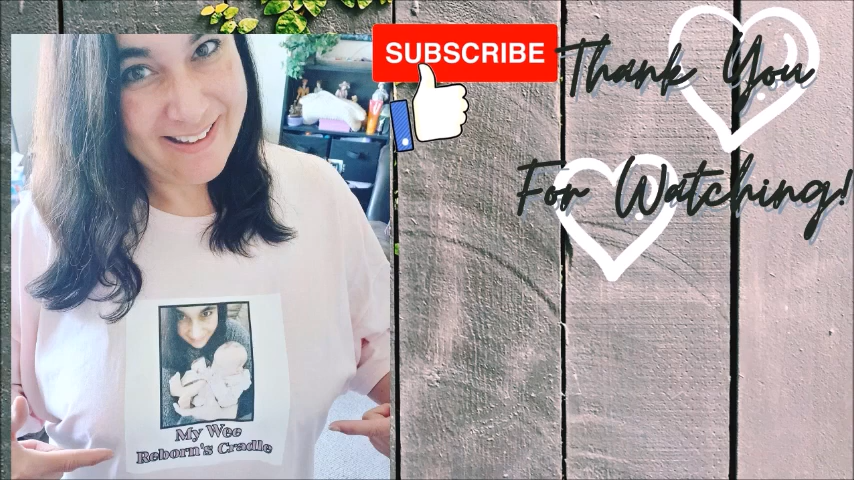 SUBSCRIBE
Thank You
For Watching!
My Wee
Reborn's Cradle